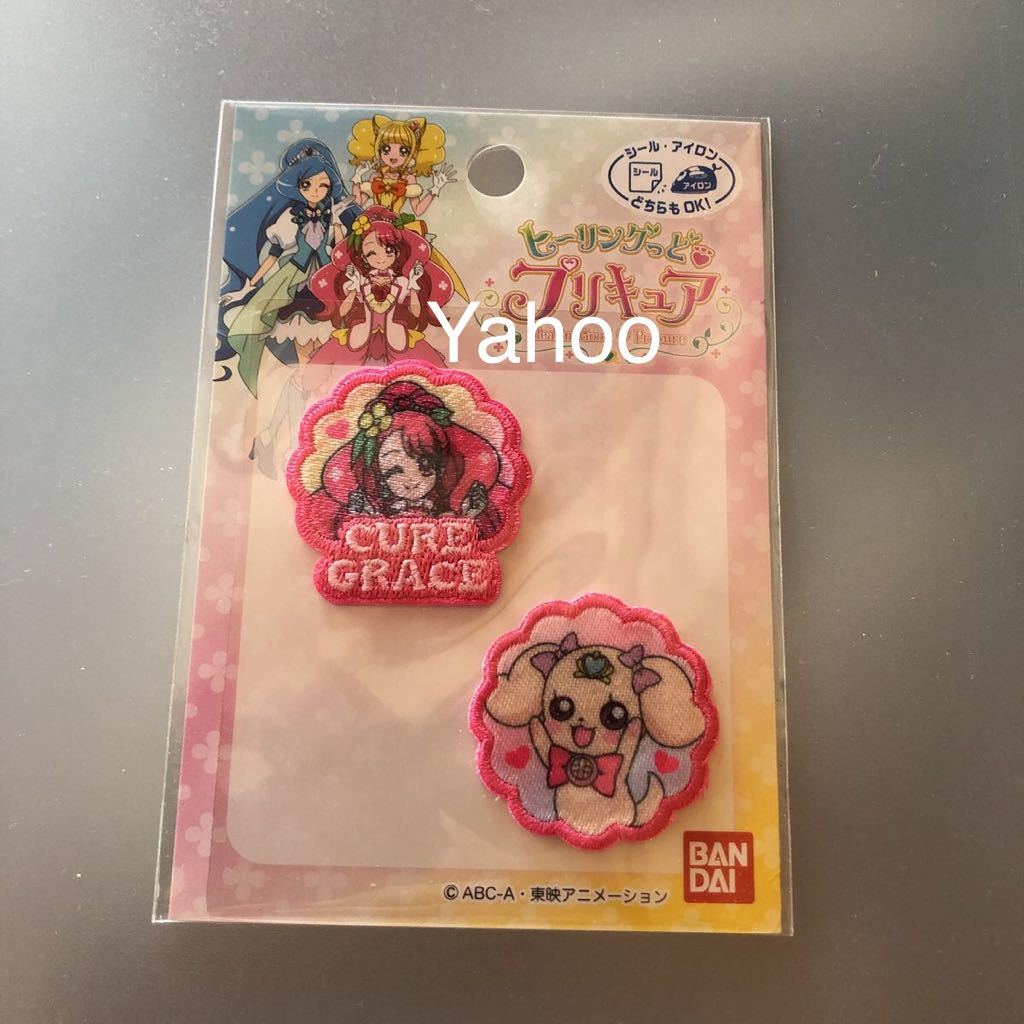 シール・アイロン
シール
アイロン
どちらもOK!
ヒーリングっど
プリキュア
Yahoo
CURE
GRACE
BAN
DAI
© ABC-A・東映アニメーション